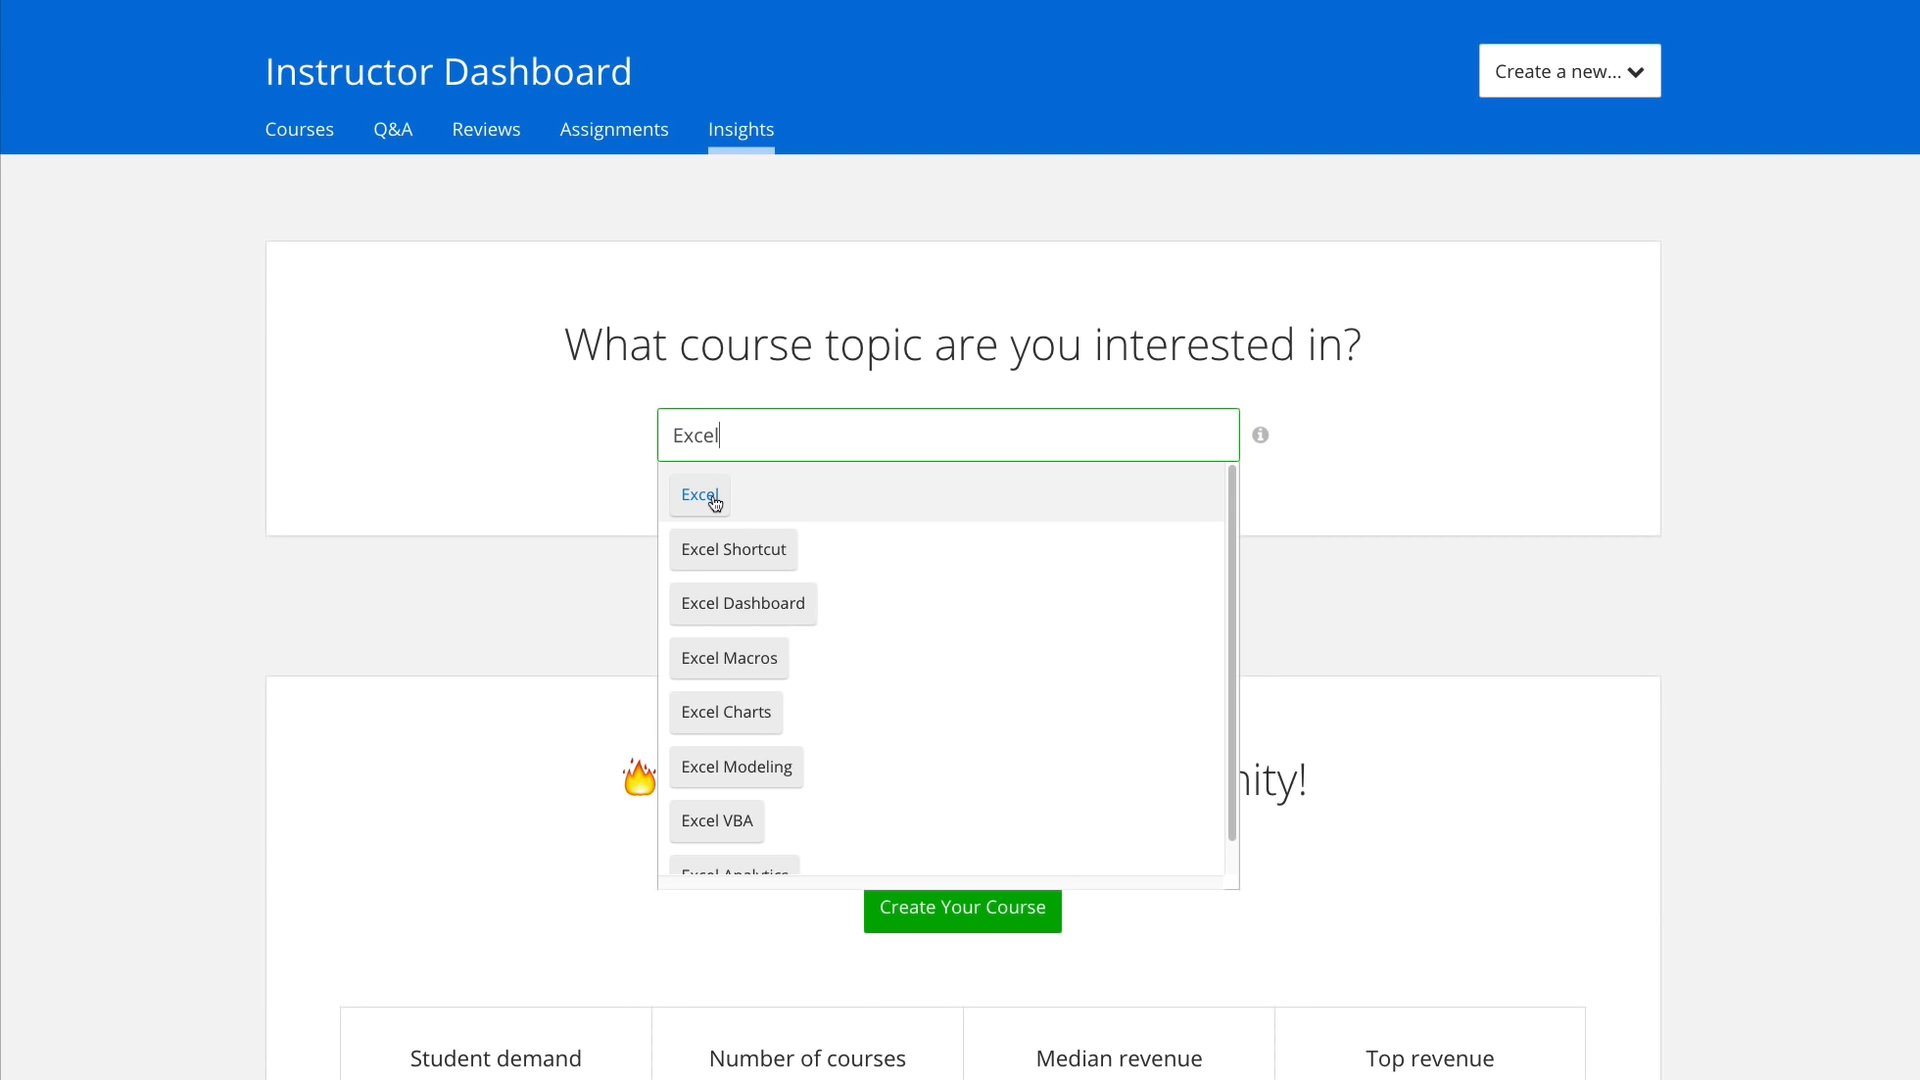 Instructor Dashboard
Create a new...
Courses Q&A Reviews Assignments Insights
What course topic are you interested in?
Excel
Excel
Excel Shortcut
Excel Dashboard
Excel Macros
Excel Charts
Excel Modeling
nity!
Excel VBA
Excel Analytics
Create Your Course
Student demand Number of courses Median revenue Top revenue